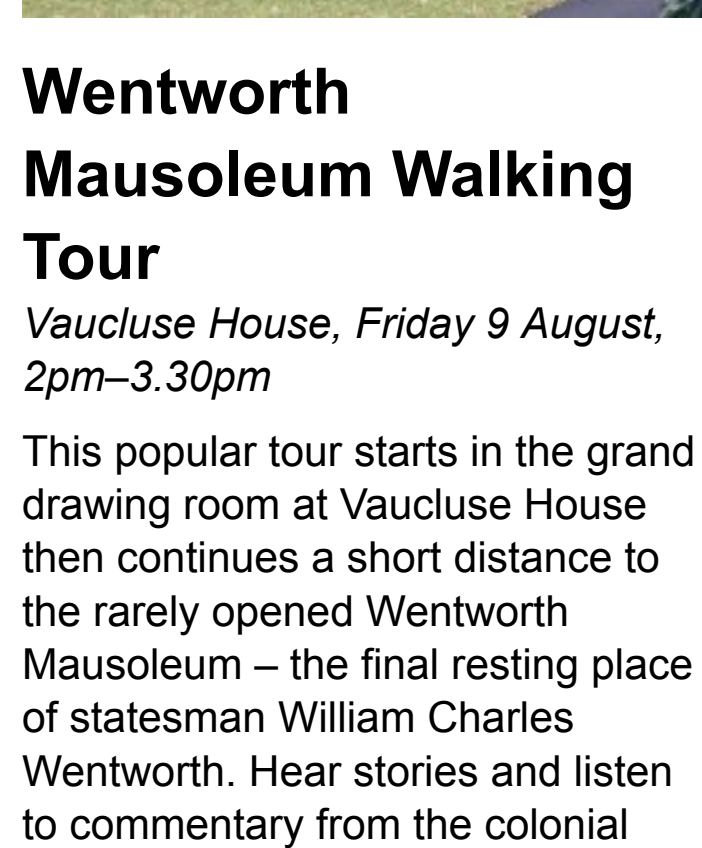 Wentworth
Mausoleum Walking
Tour
Vaucluse House, Friday 9 August,
2pm–3.30pm
This popular tour starts in the grand
drawing room at Vaucluse House
then continues a short distance to
the rarely opened Wentworth
Mausoleum – the final resting place
of statesman William Charles
Wentworth. Hear stories and listen
to commentary from the colonial